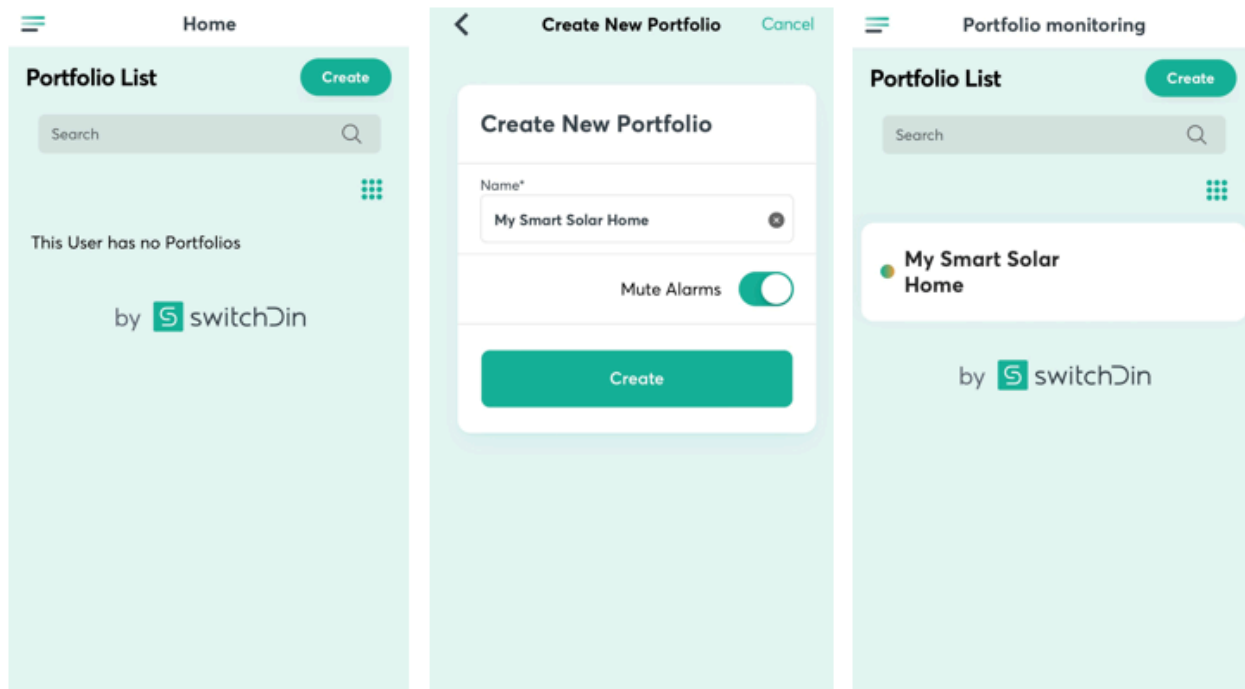 Home
Portfolio List
Create
Search
This User has no Portfolios
by switchDin
Create New Portfolio
Cancel
Create New Portfolio
Name*
My Smart Solar Home
Mute Alarms
Create
Portfolio monitoring
Portfolio List
Create
Search
My Smart Solar
Home
by switchDin